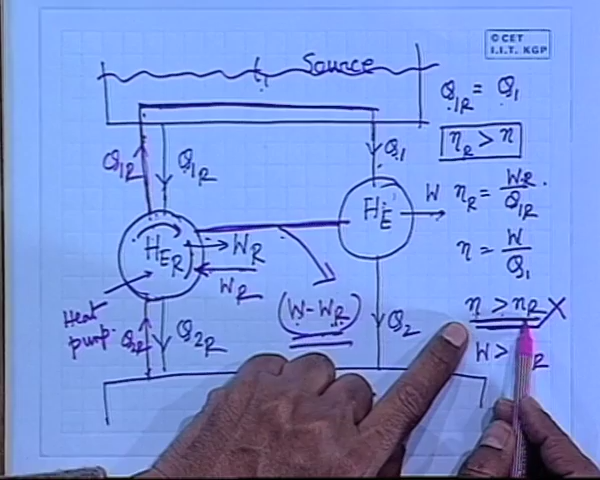 © CET
I.I.T. KGP
t₁ Source
Q₁R = Q₁
ηR > η
Q₁R Q₁R Q₁
ηR = WR / Q₁R
HER WR HE W
WR
η = W / Q₁
(W - WR)
η > ηR X
Heat pump.
Q₂R Q₂R Q₂
W > R